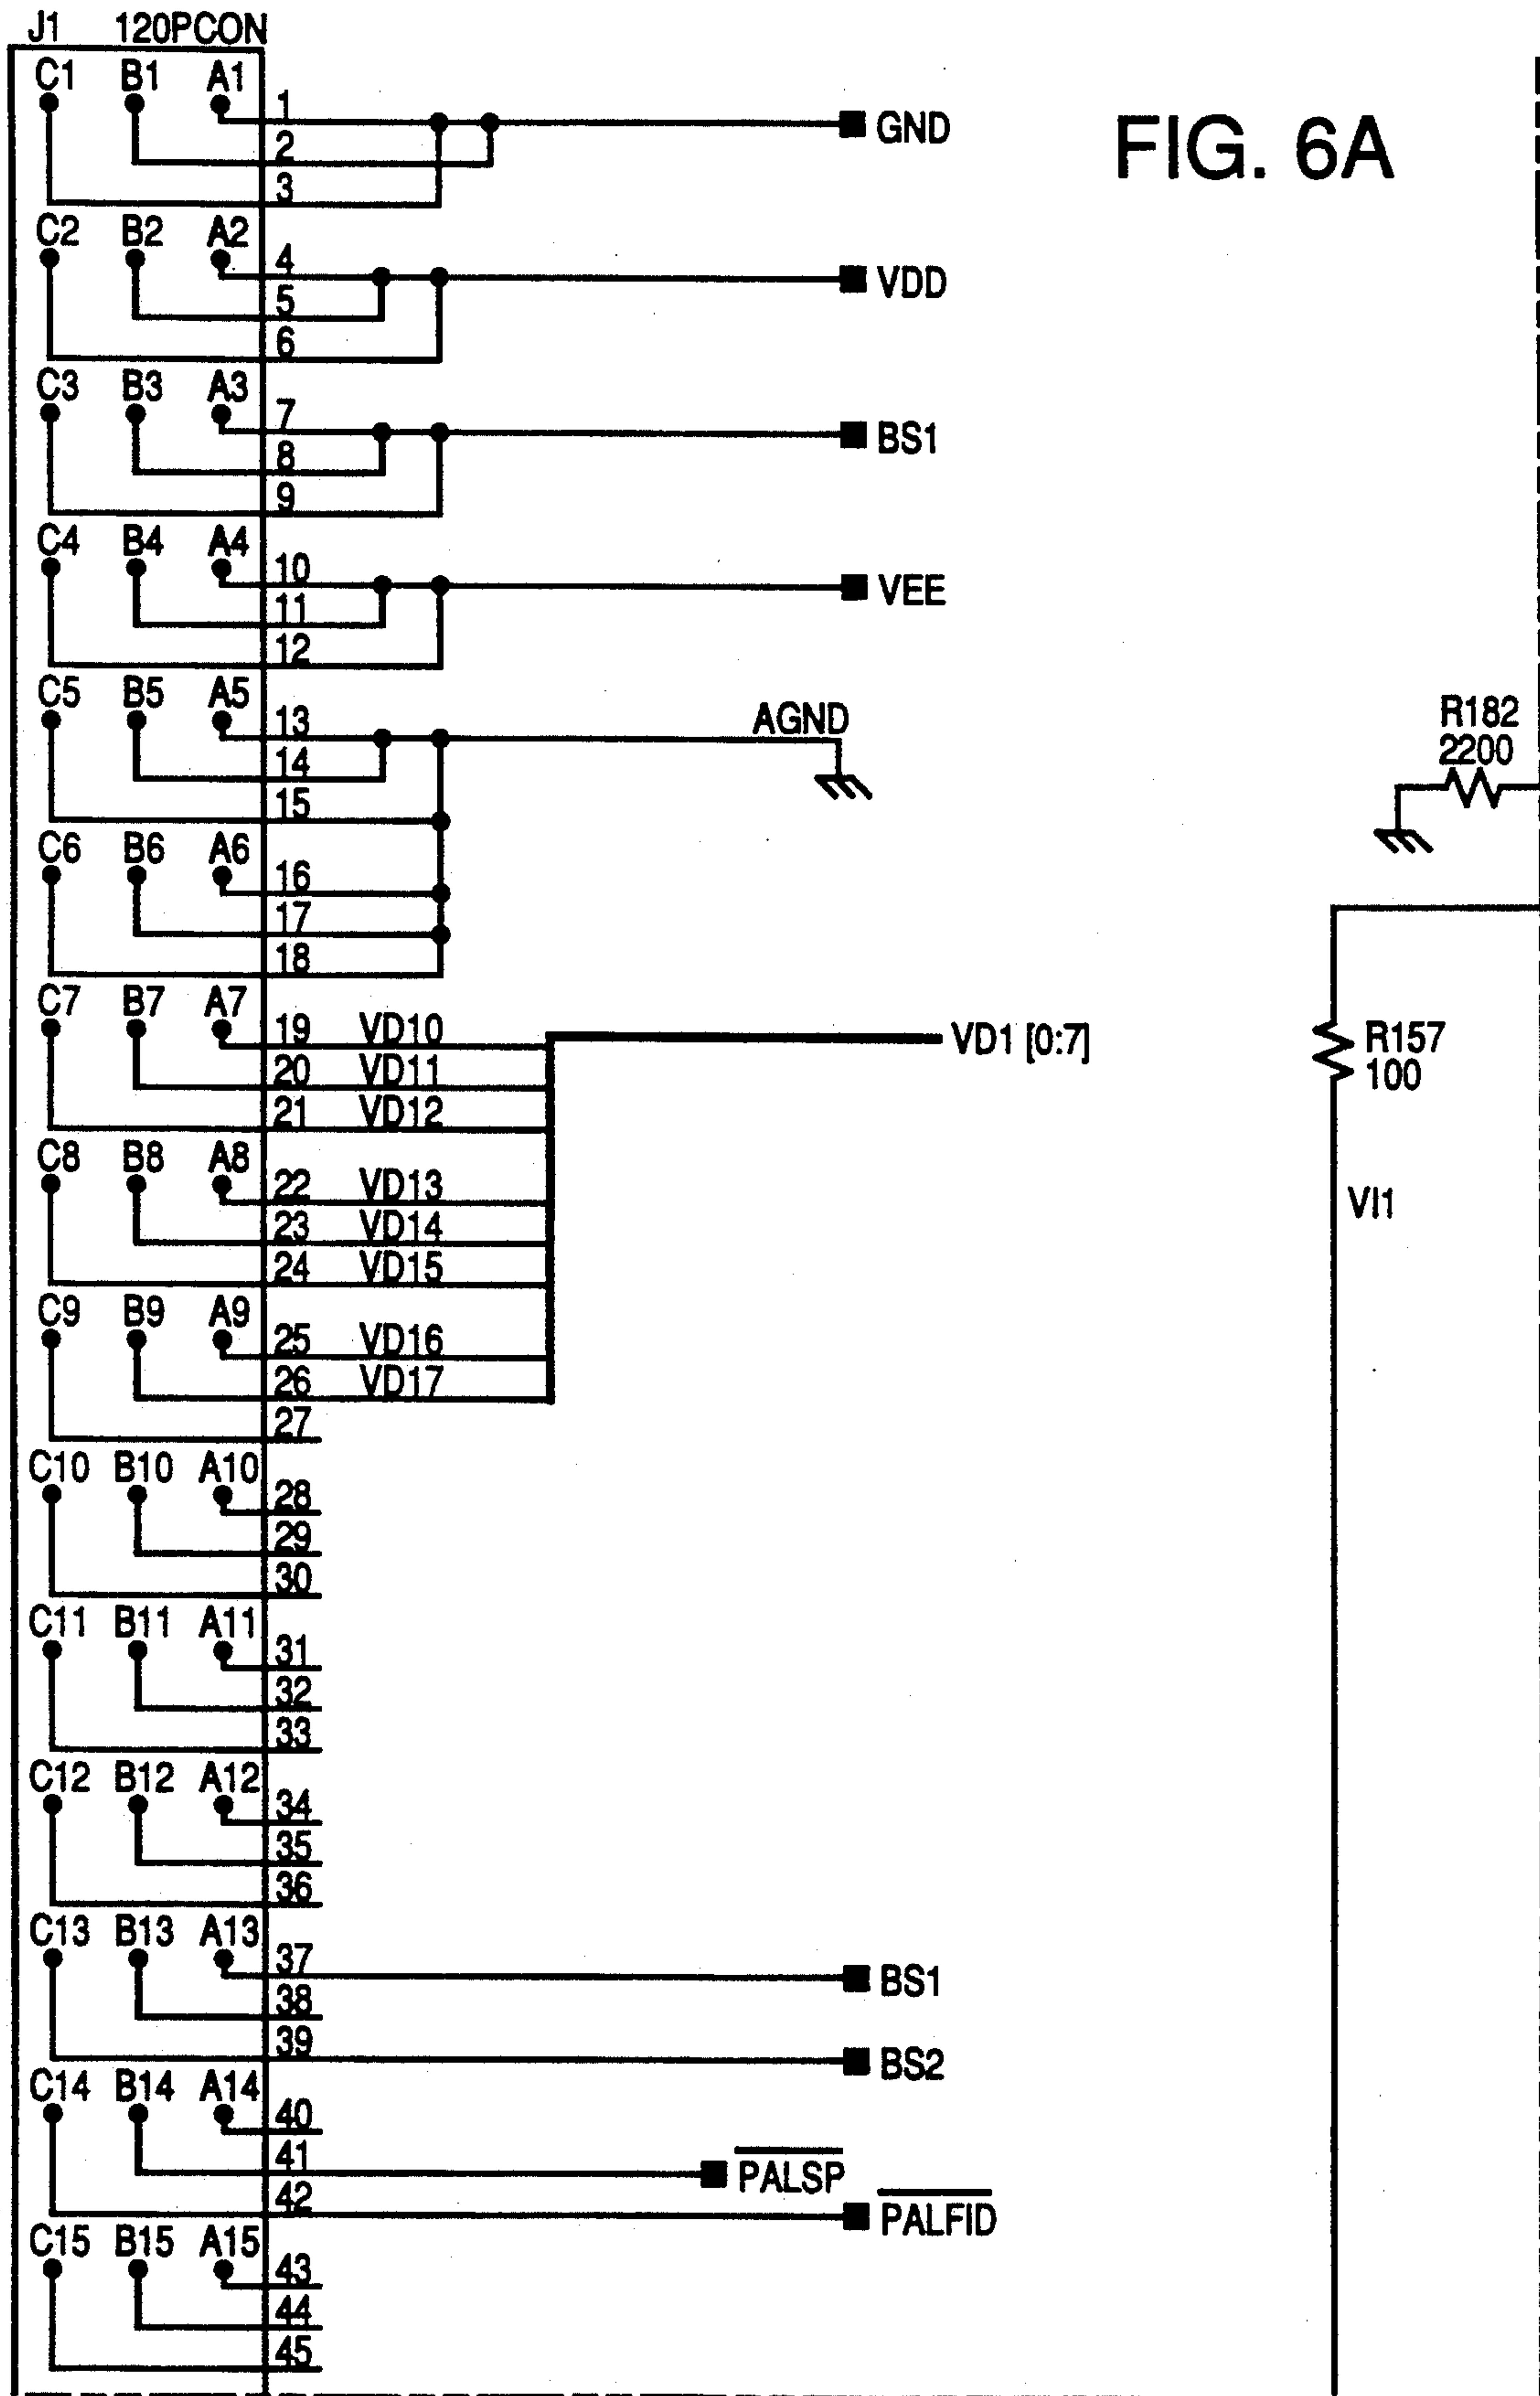 J1 120PCON
C1 B1 A1
1
2
3
GND
FIG. 6A
C2 B2 A2
4
5
6
VDD
C3 B3 A3
7
8
9
BS1
C4 B4 A4
10
11
12
VEE
C5 B5 A5
13
14
15
AGND
R182
2200
C6 B6 A6
16
17
18
C7 B7 A7
19 VD10
20 VD11
21 VD12
VD1 [0:7]
R157
100
C8 B8 A8
22 VD13
23 VD14
24 VD15
VI1
C9 B9 A9
25 VD16
26 VD17
27
C10 B10 A10
28
29
30
C11 B11 A11
31
32
33
C12 B12 A12
34
35
36
C13 B13 A13
37
38
39
BS1
BS2
C14 B14 A14
40
41
42
PALSP
PALFID
C15 B15 A15
43
44
45